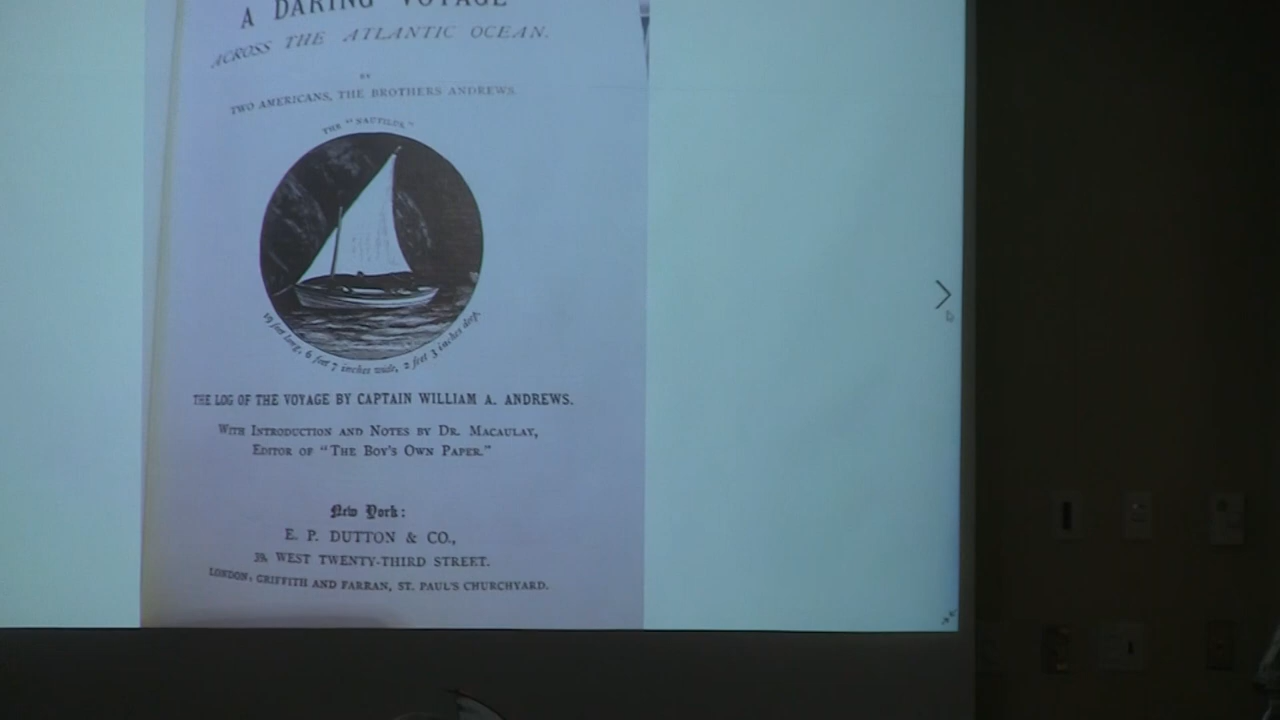 A DARING VOYAGE
ACROSS THE ATLANTIC OCEAN.
BY
TWO AMERICANS, THE BROTHERS ANDREWS.
THE "NAUTILUS"
19 feet long, 6 feet 7 inches wide, 2 feet 3 inches deep.
THE LOG OF THE VOYAGE BY CAPTAIN WILLIAM A. ANDREWS.
WITH INTRODUCTION AND NOTES BY DR. MACAULAY,
EDITOR OF "THE BOY'S OWN PAPER."
New York:
E. P. DUTTON & CO.,
39, WEST TWENTY-THIRD STREET.
LONDON, GRIFFITH AND FARRAN, ST. PAUL'S CHURCHYARD.